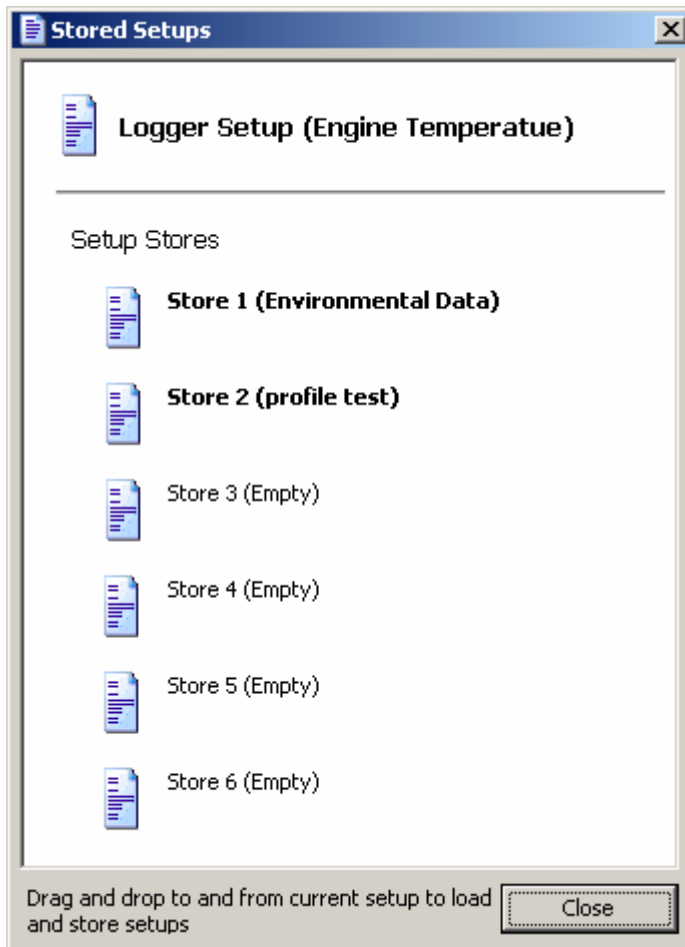 Stored Setups
Logger Setup (Engine Temperatue)
Setup Stores
Store 1 (Environmental Data)
Store 2 (profile test)
Store 3 (Empty)
Store 4 (Empty)
Store 5 (Empty)
Store 6 (Empty)
Drag and drop to and from current setup to load
and store setups
Close